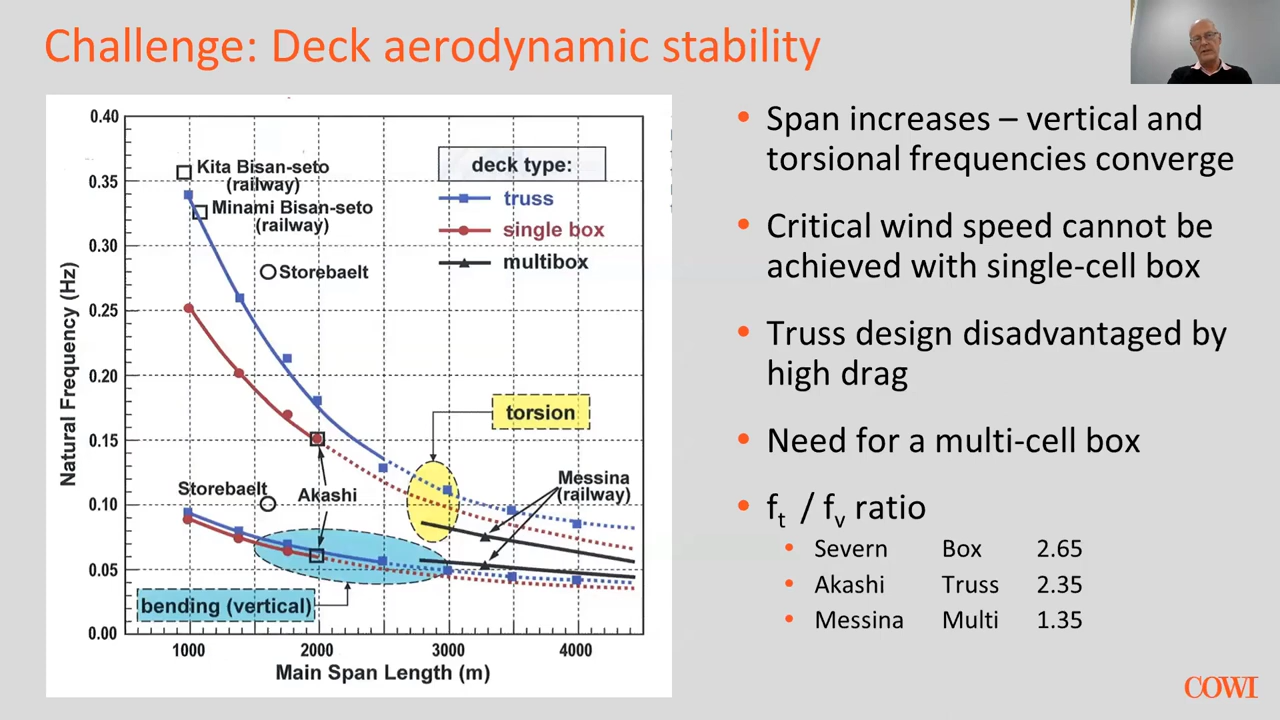 Challenge: Deck aerodynamic stability
0.40
0.35
0.30
0.25
0.20
0.15
0.10
0.05
0.00
Natural Frequency (Hz)
Kita Bisan-seto
(railway)
Minami Bisan-seto
(railway)
Storebaelt
deck type:
truss
single box
multibox
torsion
Storebaelt
Akashi
Messina
(railway)
bending (vertical)
1000
2000
3000
4000
Main Span Length (m)
• Span increases – vertical and
torsional frequencies converge
• Critical wind speed cannot be
achieved with single-cell box
• Truss design disadvantaged by
high drag
• Need for a multi-cell box
• ft / fv ratio
• Severn Box 2.65
• Akashi Truss 2.35
• Messina Multi 1.35
COWI